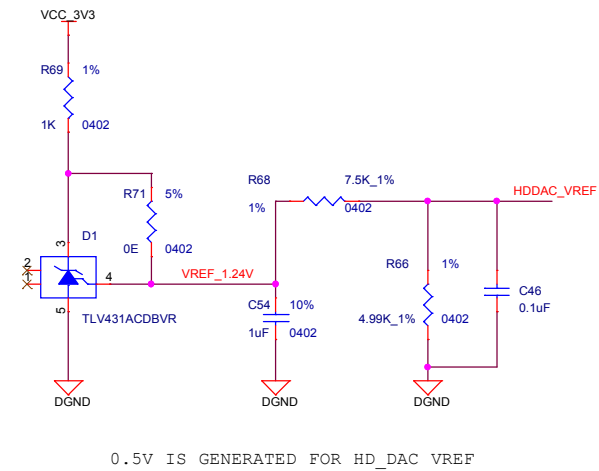 VCC_3V3
R69 1%
1K 0402
R71 5%
0E 0402
R68 7.5K_1%
1% 0402
HDDAC_VREF
D1
3
2
1
4
5
VREF_1.24V
TLV431ACDBVR
C54 10%
1uF 0402
R66 1%
4.99K_1% 0402
C46
0.1uF
DGND
DGND
DGND
0.5V IS GENERATED FOR HD_DAC VREF